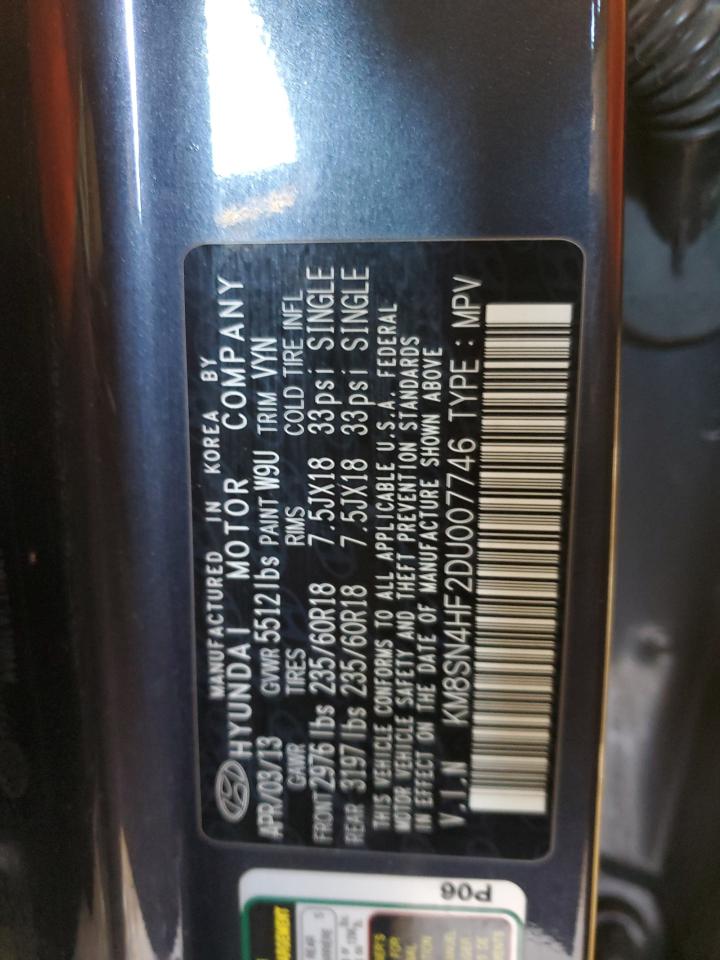 MANUFACTURED IN KOREA BY
HYUNDAI MOTOR COMPANY
APR/03/13 GVWR 5512 lbs PAINT W9U TRIM VYN
GAWR TIRES RIMS COLD TIRE INFL
FRONT 2976 lbs 235/60R18 7.5JX18 33psi SINGLE
REAR 3197 lbs 235/60R18 7.5JX18 33psi SINGLE
THIS VEHICLE CONFORMS TO ALL APPLICABLE U.S.A. FEDERAL
MOTOR VEHICLE SAFETY AND THEFT PREVENTION STANDARDS
IN EFFECT ON THE DATE OF MANUFACTURE SHOWN ABOVE
V.I.N KM8SN4HF2DU007746 TYPE : MPV
P06
REAR